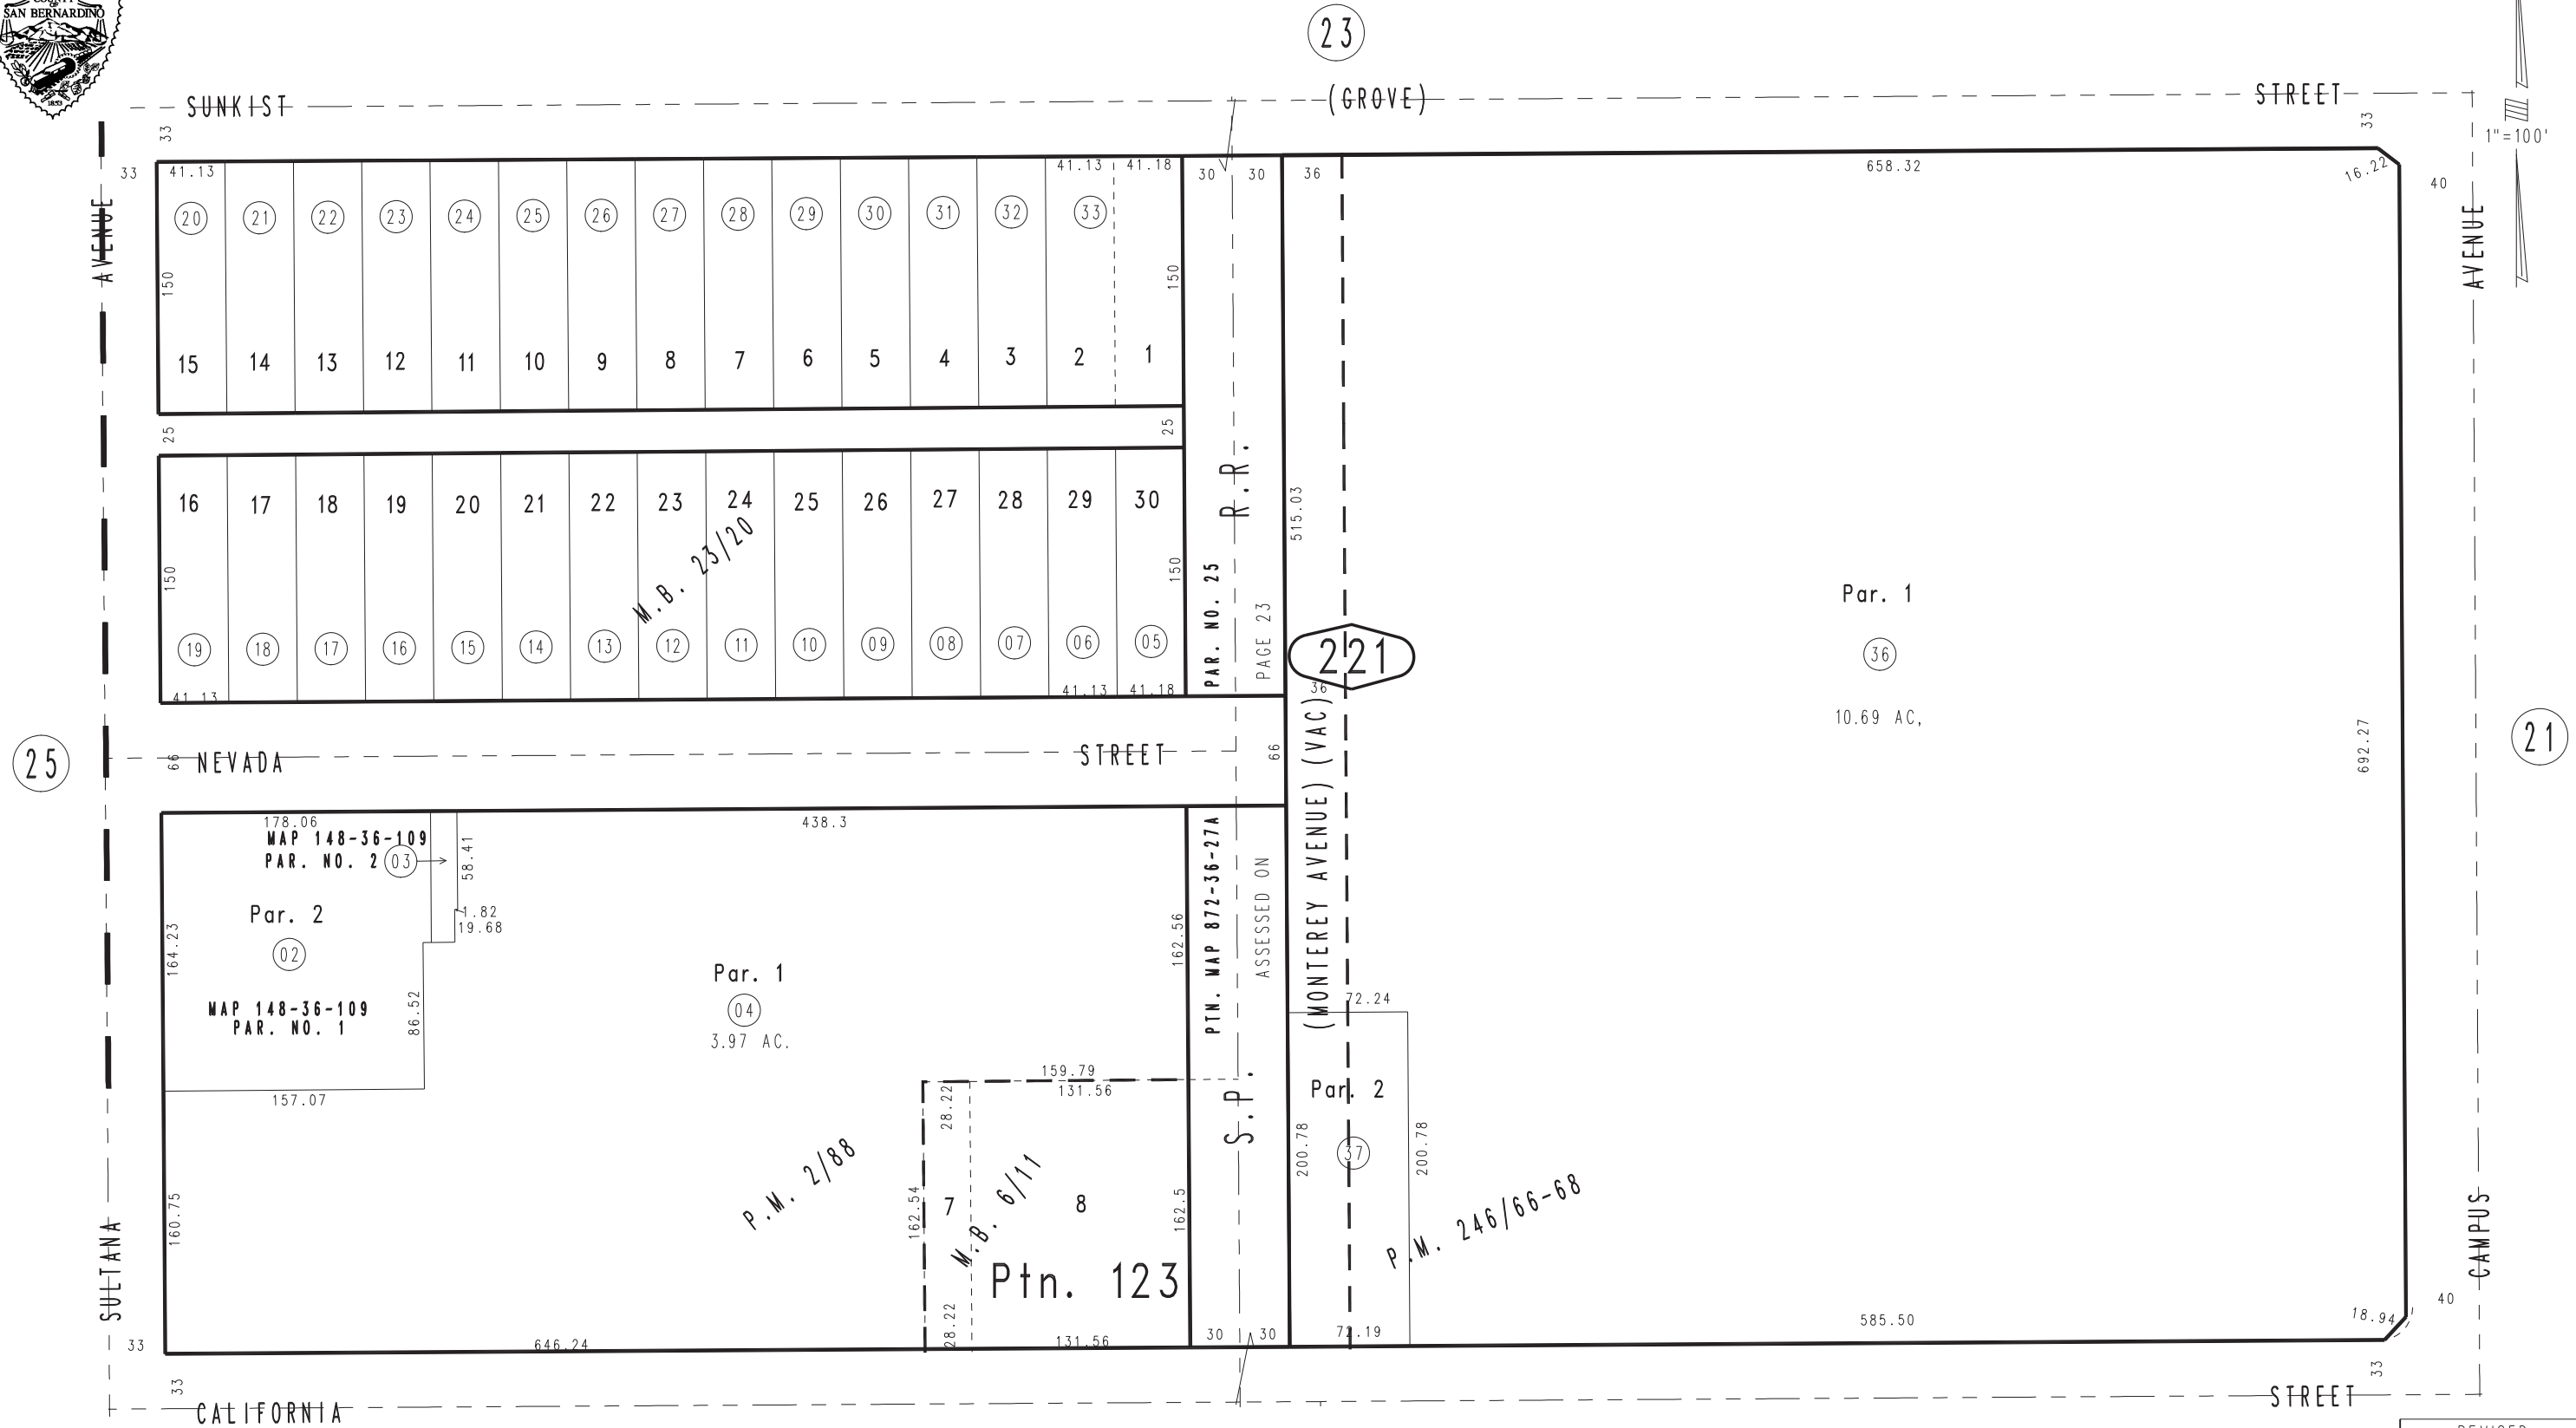 COUNTY
OF
SAN BERNARDINO
1853
23
SUNKIST (GROVE) STREET
1"=100'
33 33
33 41.13 41.13 41.18 30 30 36 658.32 16.22 40
20 21 22 23 24 25 26 27 28 29 30 31 32 33
AVENUE
AVENUE
150 150
15 14 13 12 11 10 9 8 7 6 5 4 3 2 1
25 25
R.R.
16 17 18 19 20 21 22 23 24 25 26 27 28 29 30
515.03
M.B. 23/20
150 150
PAR. NO. 25
PAGE 23
Par. 1
19 18 17 16 15 14 13 12 11 10 09 08 07 06 05
221
36
41.13 41.13 41.18
36
10.69 AC,
692.27
25
66 NEVADA STREET 66
21
(MONTEREY AVENUE) (VAC)
178.06 438.3
MAP 148-36-109
PAR. NO. 2 03
58.41
PTN. MAP 872-36-27A
ASSESSED ON
Par. 2
1.82
19.68
02
164.23
162.56
Par. 1
04
3.97 AC.
MAP 148-36-109
PAR. NO. 1
86.52
72.24
157.07
159.79
131.56
28.22
S.P.
Par. 2
37
200.78 200.78
P.M. 2/88
M.B. 6/11
P.M. 246/66-68
160.75
162.54
7 8
162.5
Ptn. 123
SULTANA
CAMPUS
28.22
33 646.24 131.56 30 30 72.19 585.50 18.94 40
33 33
CALIFORNIA STREET
REVISED